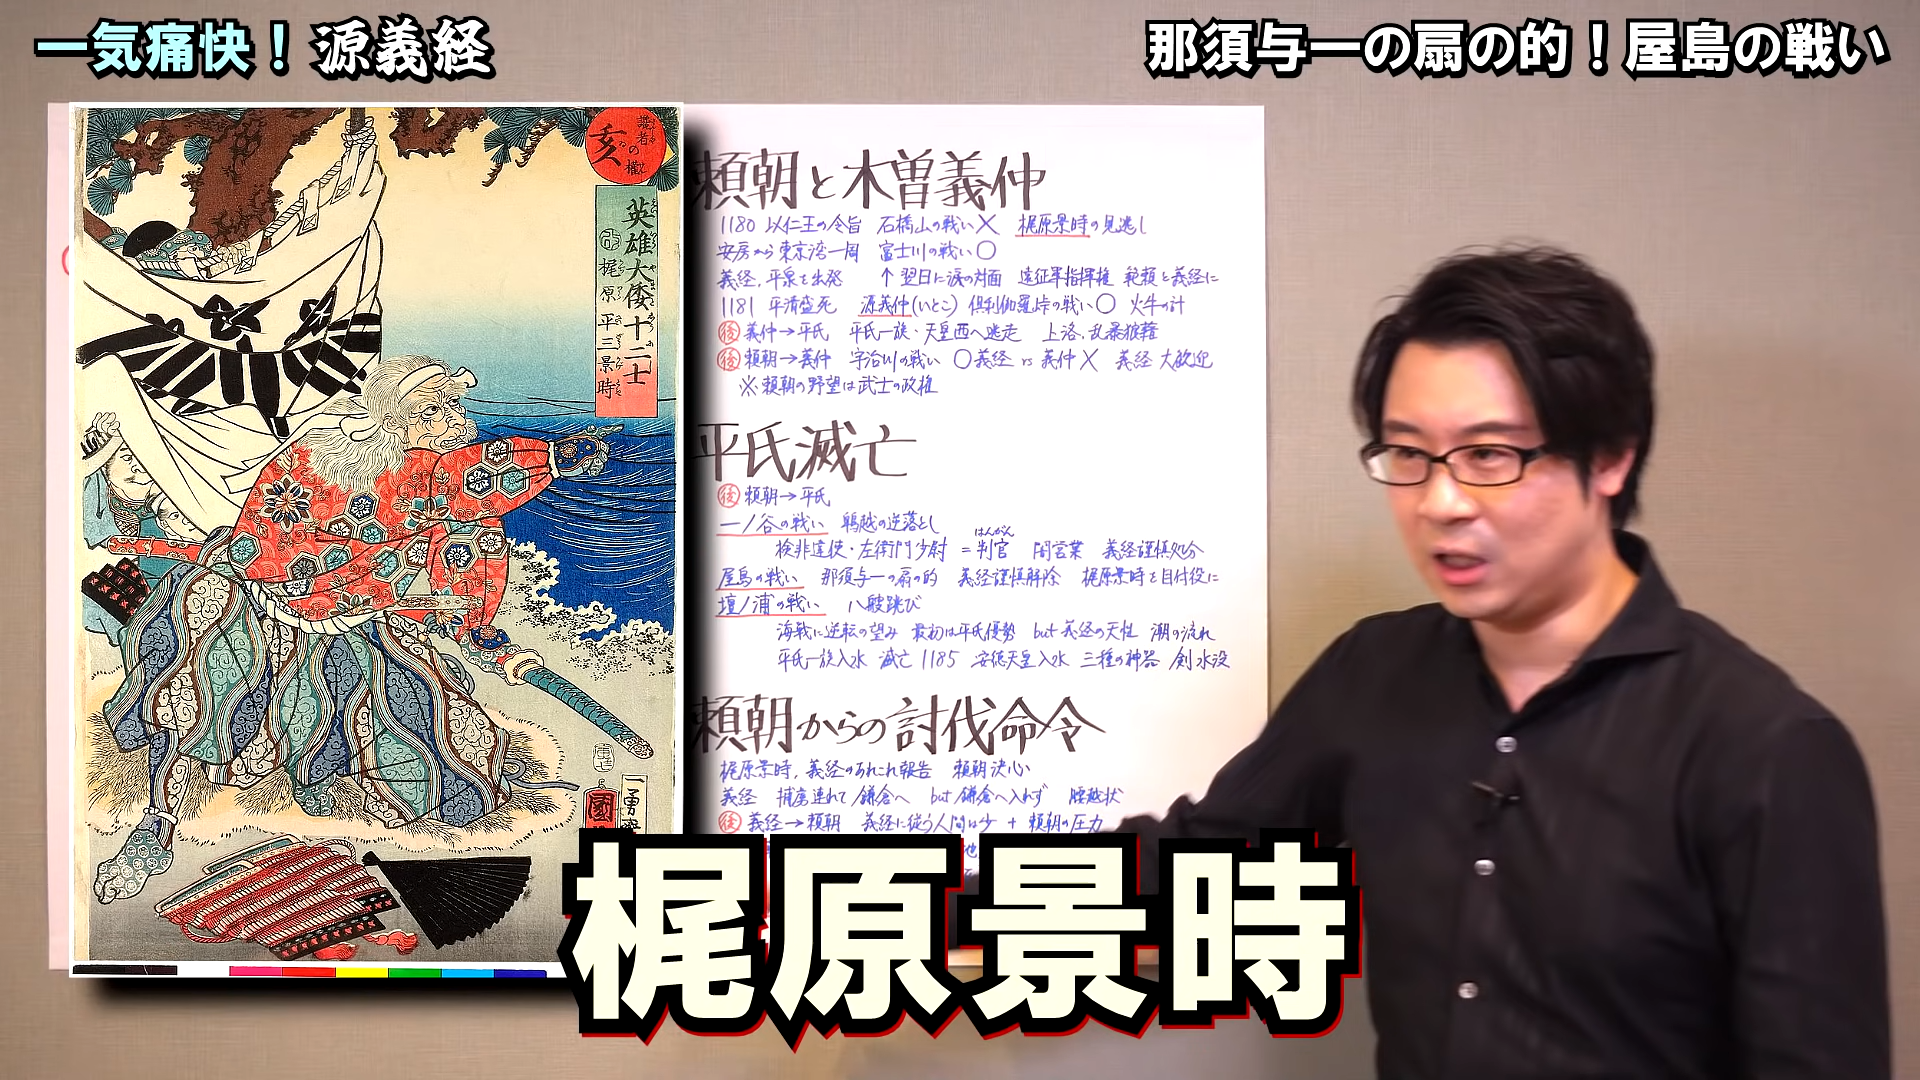 一気痛快！源義経
那須与一の扇の的！屋島の戦い
亥
英雄大倭十二士
梶原平三景時
一勇斎
頼朝と木曽義仲
1180 以仁王の令旨 石橋山の戦い× 梶原景時の見逃し
安房から東京湾一周 富士川の戦い○
義経、平泉を出発 ↑翌日に涙の対面 遠征軍指揮権 範頼と義経に
1181 平清盛死 源義仲(いとこ) 倶利伽羅峠の戦い○ 火牛の計
後 義仲→平氏 平氏一族・天皇西へ逃走 上洛、乱暴狼藉
後 頼朝→義仲 宇治川の戦い ○義経 vs 義仲× 義経大歓迎
※頼朝の野望は武士の政権
平氏滅亡
後 頼朝→平氏
一ノ谷の戦い 鵯越の逆落とし
はんがん
検非違使・左衛門少尉 = 判官 闇営業 義経謹慎処分
屋島の戦い 那須与一の扇の的 義経謹慎解除 梶原景時を目付役に
壇ノ浦の戦い 八艘跳び
海戦に逆転の望み 最初は平氏優勢 but 義経の天性 潮の流れ
平氏一族入水 滅亡 1185 安徳天皇入水 三種の神器 剣水没
頼朝からの討伐命令
梶原景時、義経のあれこれ報告 頼朝決心
義経 捕虜連れて鎌倉へ but 鎌倉へ入れず 腰越状
後 義経→頼朝 義経に従う人間は少 + 頼朝の圧力
梶原景時